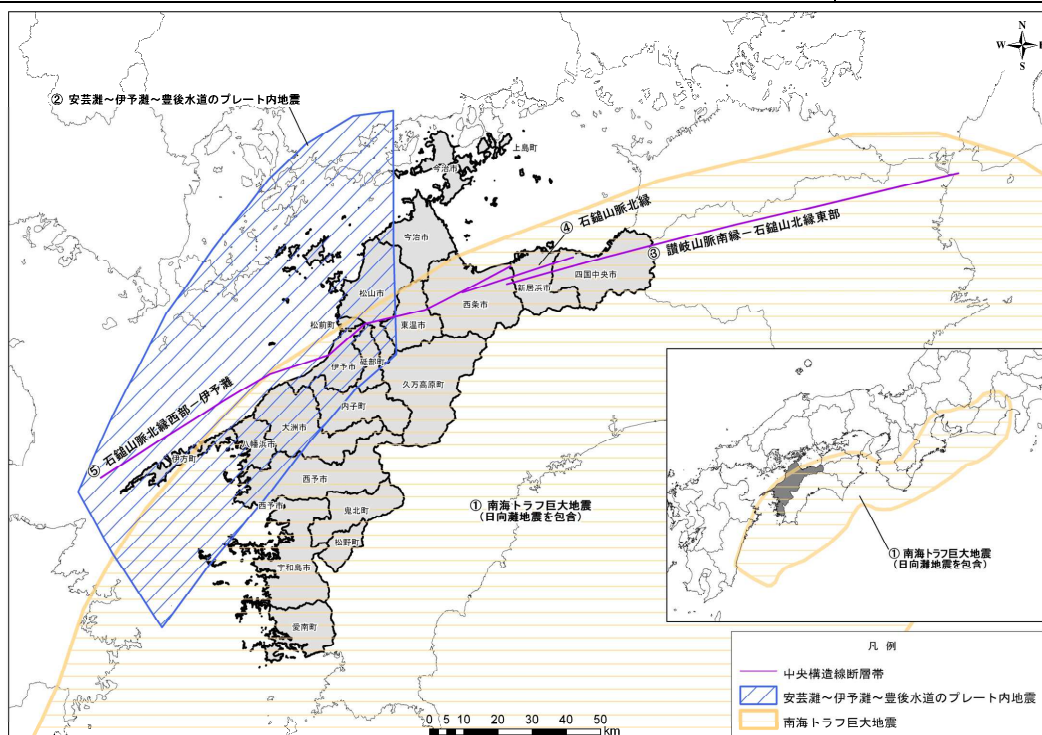 N
W
S
② 安芸灘~伊予灘~豊後水道のプレート内地震
上島町
今治市
④ 石鎚山脈北縁
今治市
③ 讃岐山脈南縁-石鎚山北縁東部
四国中央市
新居浜市
松山市
西条市
松前町
東温市
砥部町
伊予市
久万高原町
⑤ 石鎚山脈北縁西部-伊予灘
内子町
大洲市
八幡浜市
伊方町
西予市
西予市
鬼北町
① 南海トラフ巨大地震
(日向灘地震を包含)
松野町
宇和島市
愛南町
① 南海トラフ巨大地震
(日向灘地震を包含)
凡 例
中央構造線断層帯
安芸灘~伊予灘~豊後水道のプレート内地震
南海トラフ巨大地震
0 5 10 20 30 40 50
km